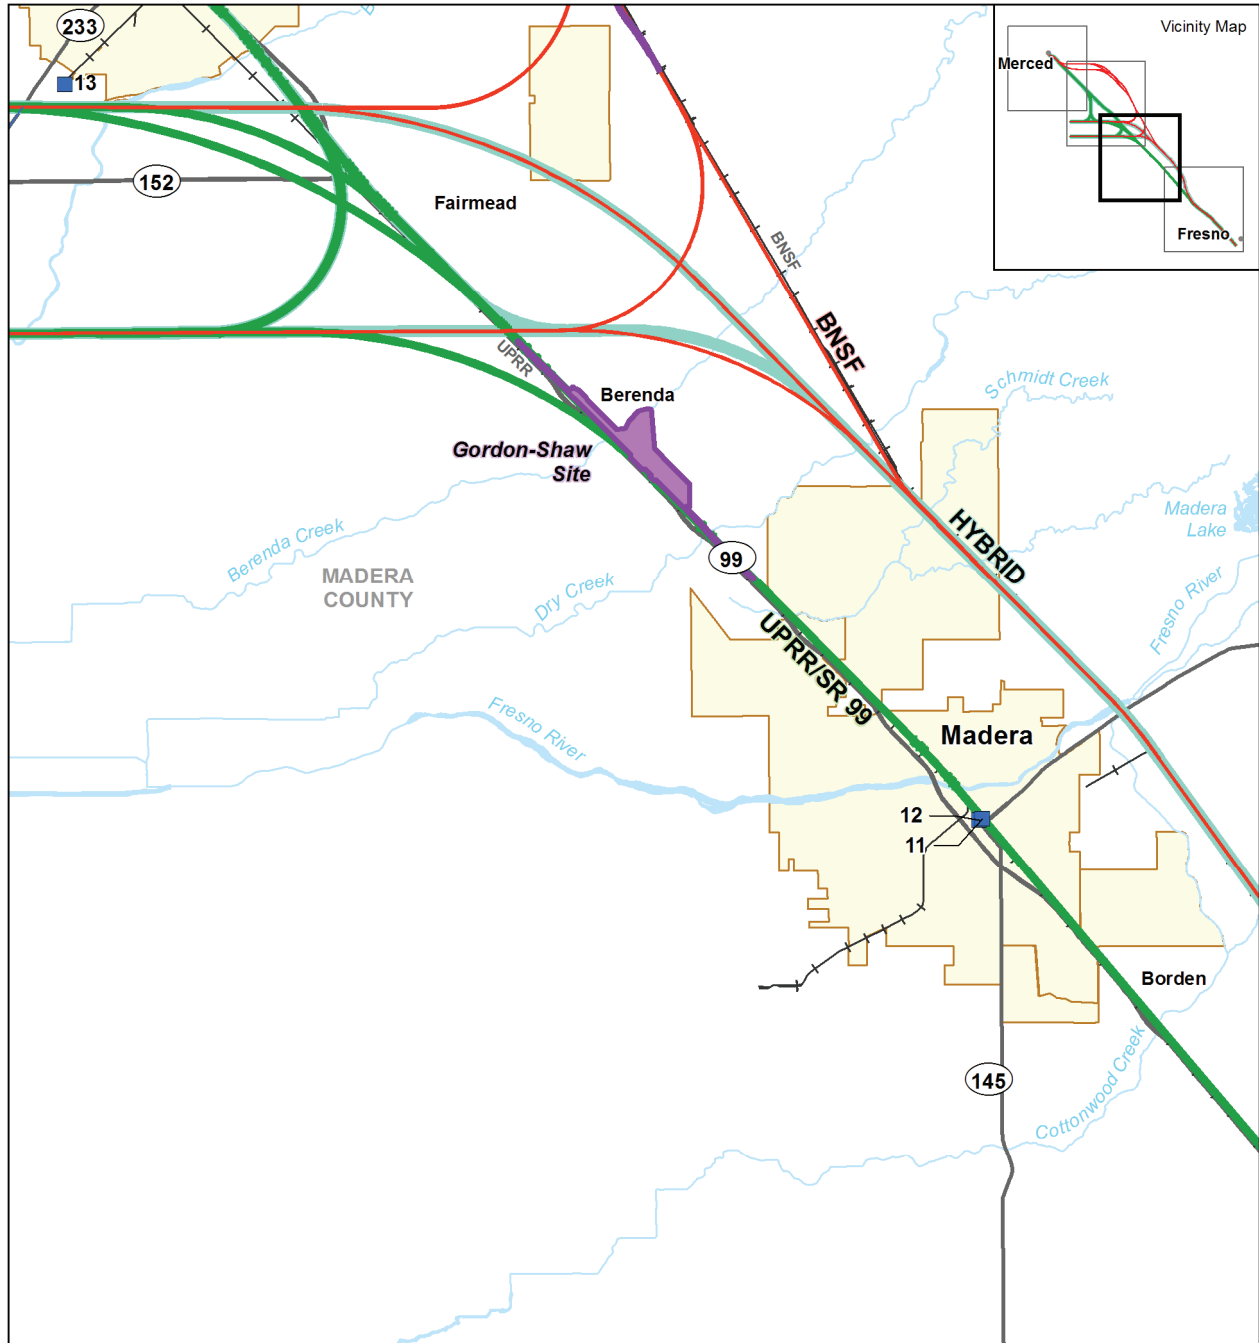 233
13
Vicinity Map
Merced
Fresno
152
Fairmead
BNSF
BNSF
UPRR
Berenda
Schmidt Creek
Gordon-Shaw
Site
Madera
Lake
HYBRID
Berenda Creek
99
MADERA
COUNTY
Dry Creek
Fresno River
UPRR/SR 99
Fresno River
Madera
12
11
Borden
145
Cottonwood Creek